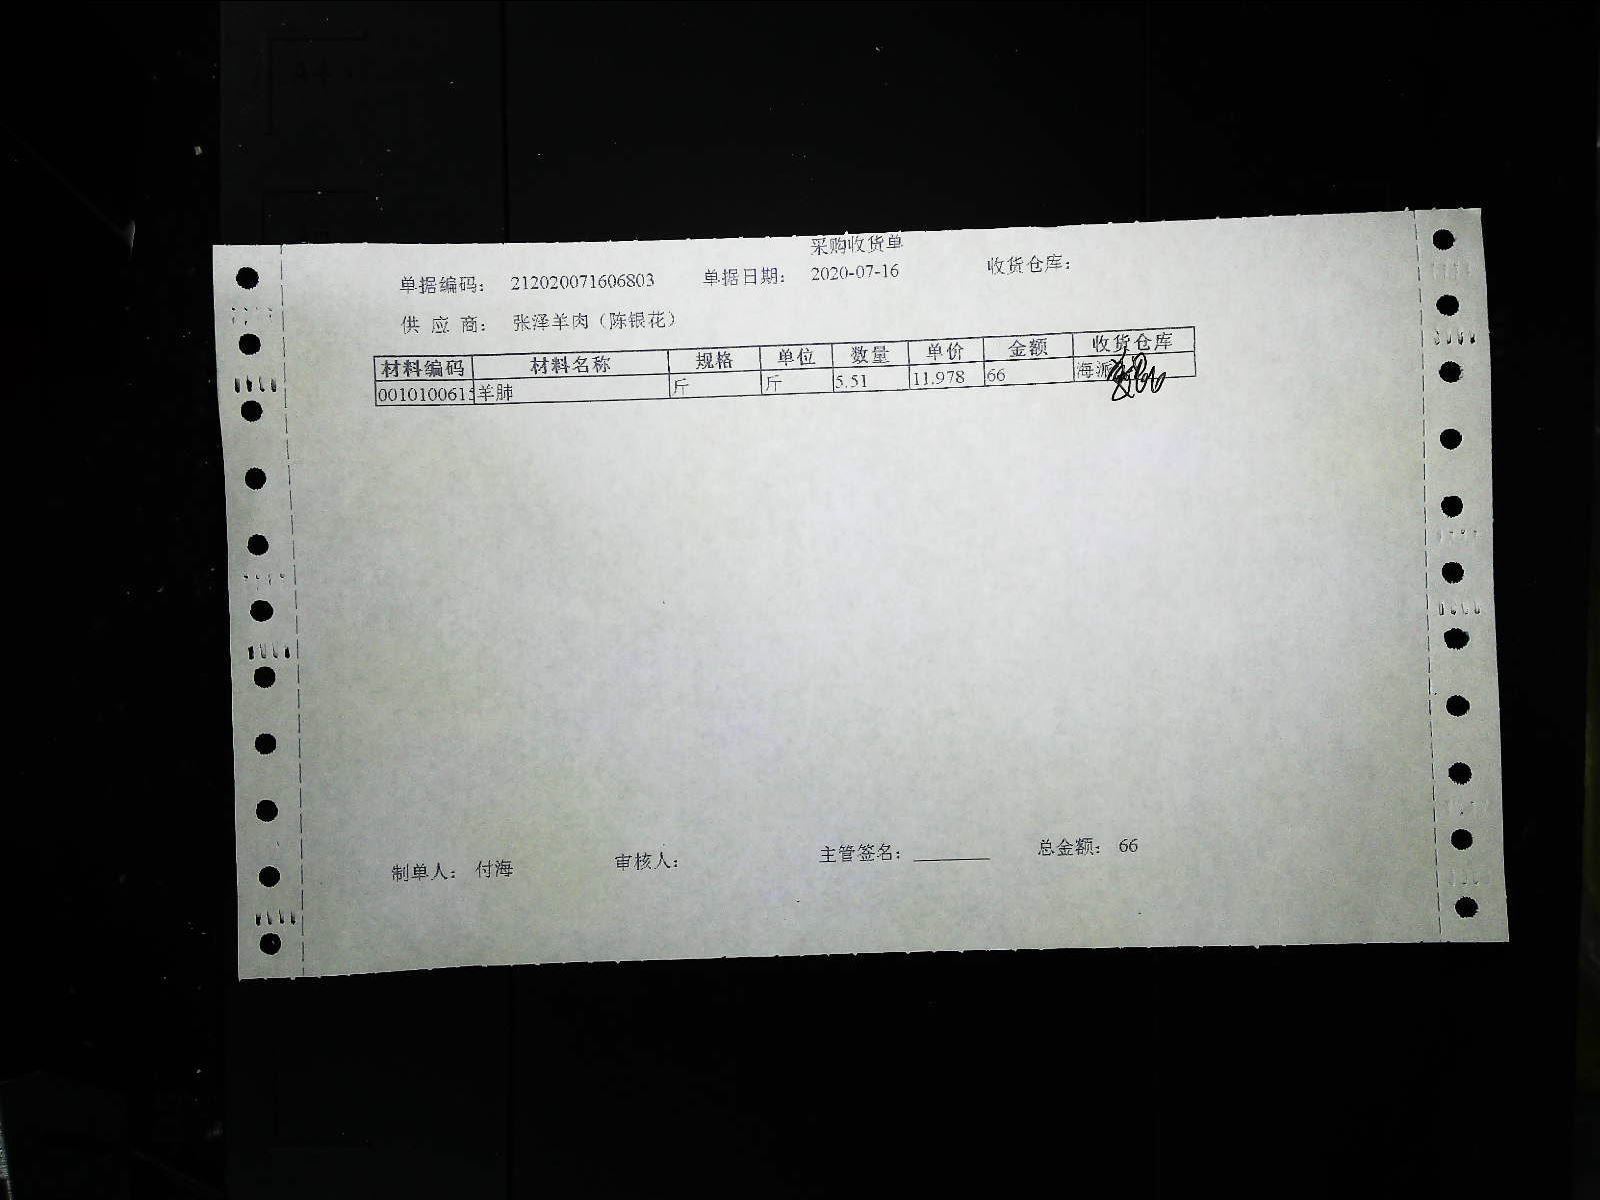 采购收货单
单据编码： 212020071606803 单据日期： 2020-07-16 收货仓库：
供 应 商： 张泽羊肉（陈银花）
材料编码 材料名称 规格 单位 数量 单价 金额 收货仓库
001010061 羊肺 斤 斤 5.51 11.978 66 海派
制单人： 付海 审核人： 主管签名： ________ 总金额： 66